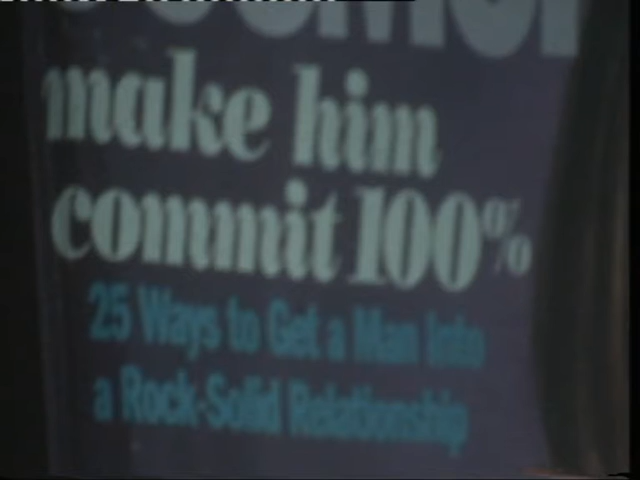 make him
commit 100%
25 Ways to Get a Man Into
a Rock-Solid Relationship